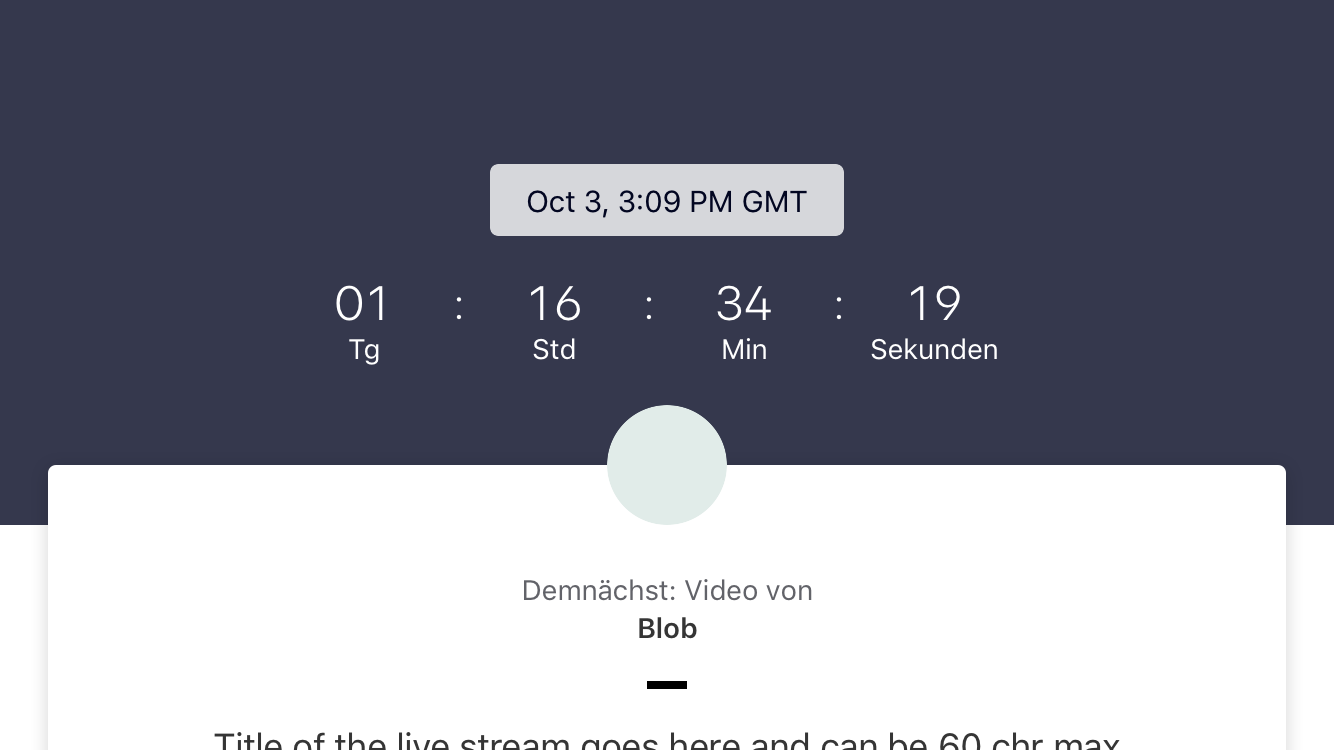 Oct 3, 3:09 PM GMT
01 : 16 : 34 : 19
Tg Std Min Sekunden
Demnächst: Video von
Blob
Title of the live stream goes here and can be 60 chr max